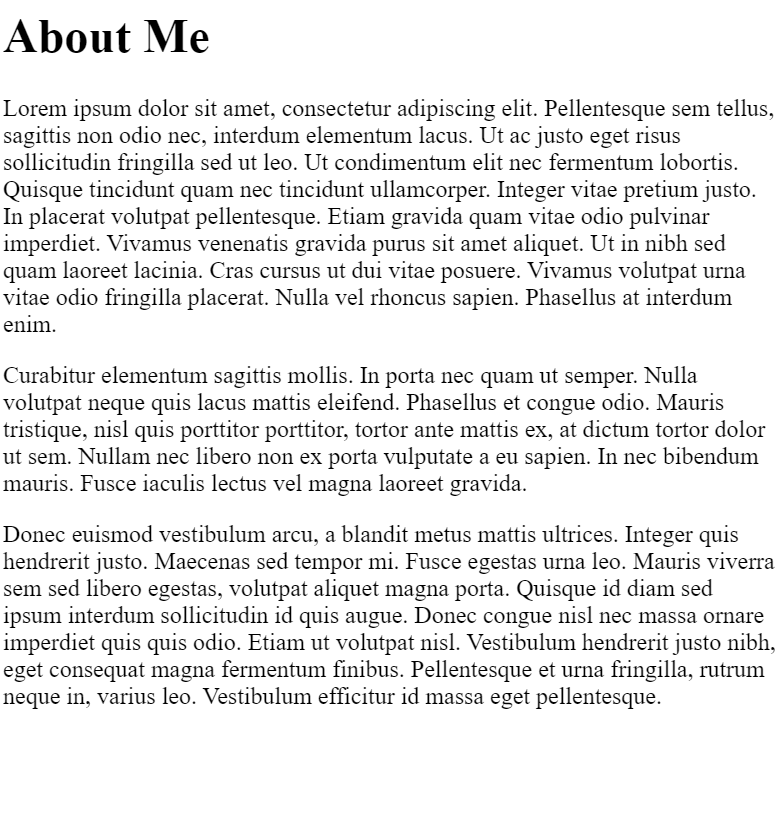 About Me
Lorem ipsum dolor sit amet, consectetur adipiscing elit. Pellentesque sem tellus,
sagittis non odio nec, interdum elementum lacus. Ut ac justo eget risus
sollicitudin fringilla sed ut leo. Ut condimentum elit nec fermentum lobortis.
Quisque tincidunt quam nec tincidunt ullamcorper. Integer vitae pretium justo.
In placerat volutpat pellentesque. Etiam gravida quam vitae odio pulvinar
imperdiet. Vivamus venenatis gravida purus sit amet aliquet. Ut in nibh sed
quam laoreet lacinia. Cras cursus ut dui vitae posuere. Vivamus volutpat urna
vitae odio fringilla placerat. Nulla vel rhoncus sapien. Phasellus at interdum
enim.
Curabitur elementum sagittis mollis. In porta nec quam ut semper. Nulla
volutpat neque quis lacus mattis eleifend. Phasellus et congue odio. Mauris
tristique, nisl quis porttitor porttitor, tortor ante mattis ex, at dictum tortor dolor
ut sem. Nullam nec libero non ex porta vulputate a eu sapien. In nec bibendum
mauris. Fusce iaculis lectus vel magna laoreet gravida.
Donec euismod vestibulum arcu, a blandit metus mattis ultrices. Integer quis
hendrerit justo. Maecenas sed tempor mi. Fusce egestas urna leo. Mauris viverra
sem sed libero egestas, volutpat aliquet magna porta. Quisque id diam sed
ipsum interdum sollicitudin id quis augue. Donec congue nisl nec massa ornare
imperdiet quis quis odio. Etiam ut volutpat nisl. Vestibulum hendrerit justo nibh,
eget consequat magna fermentum finibus. Pellentesque et urna fringilla, rutrum
neque in, varius leo. Vestibulum efficitur id massa eget pellentesque.